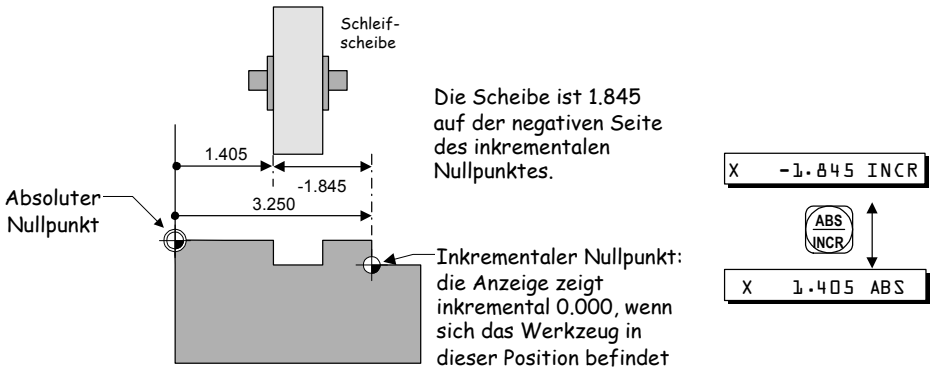 Schleif-
scheibe
Die Scheibe ist 1.845
auf der negativen Seite
des inkrementalen
Nullpunktes.
1.405
-1.845
3.250
Absoluter
Nullpunkt
Inkrementaler Nullpunkt:
die Anzeige zeigt
inkremental 0.000, wenn
sich das Werkzeug in
dieser Position befindet
X -1.845 INCR
ABS
INCR
X 1.405 ABS